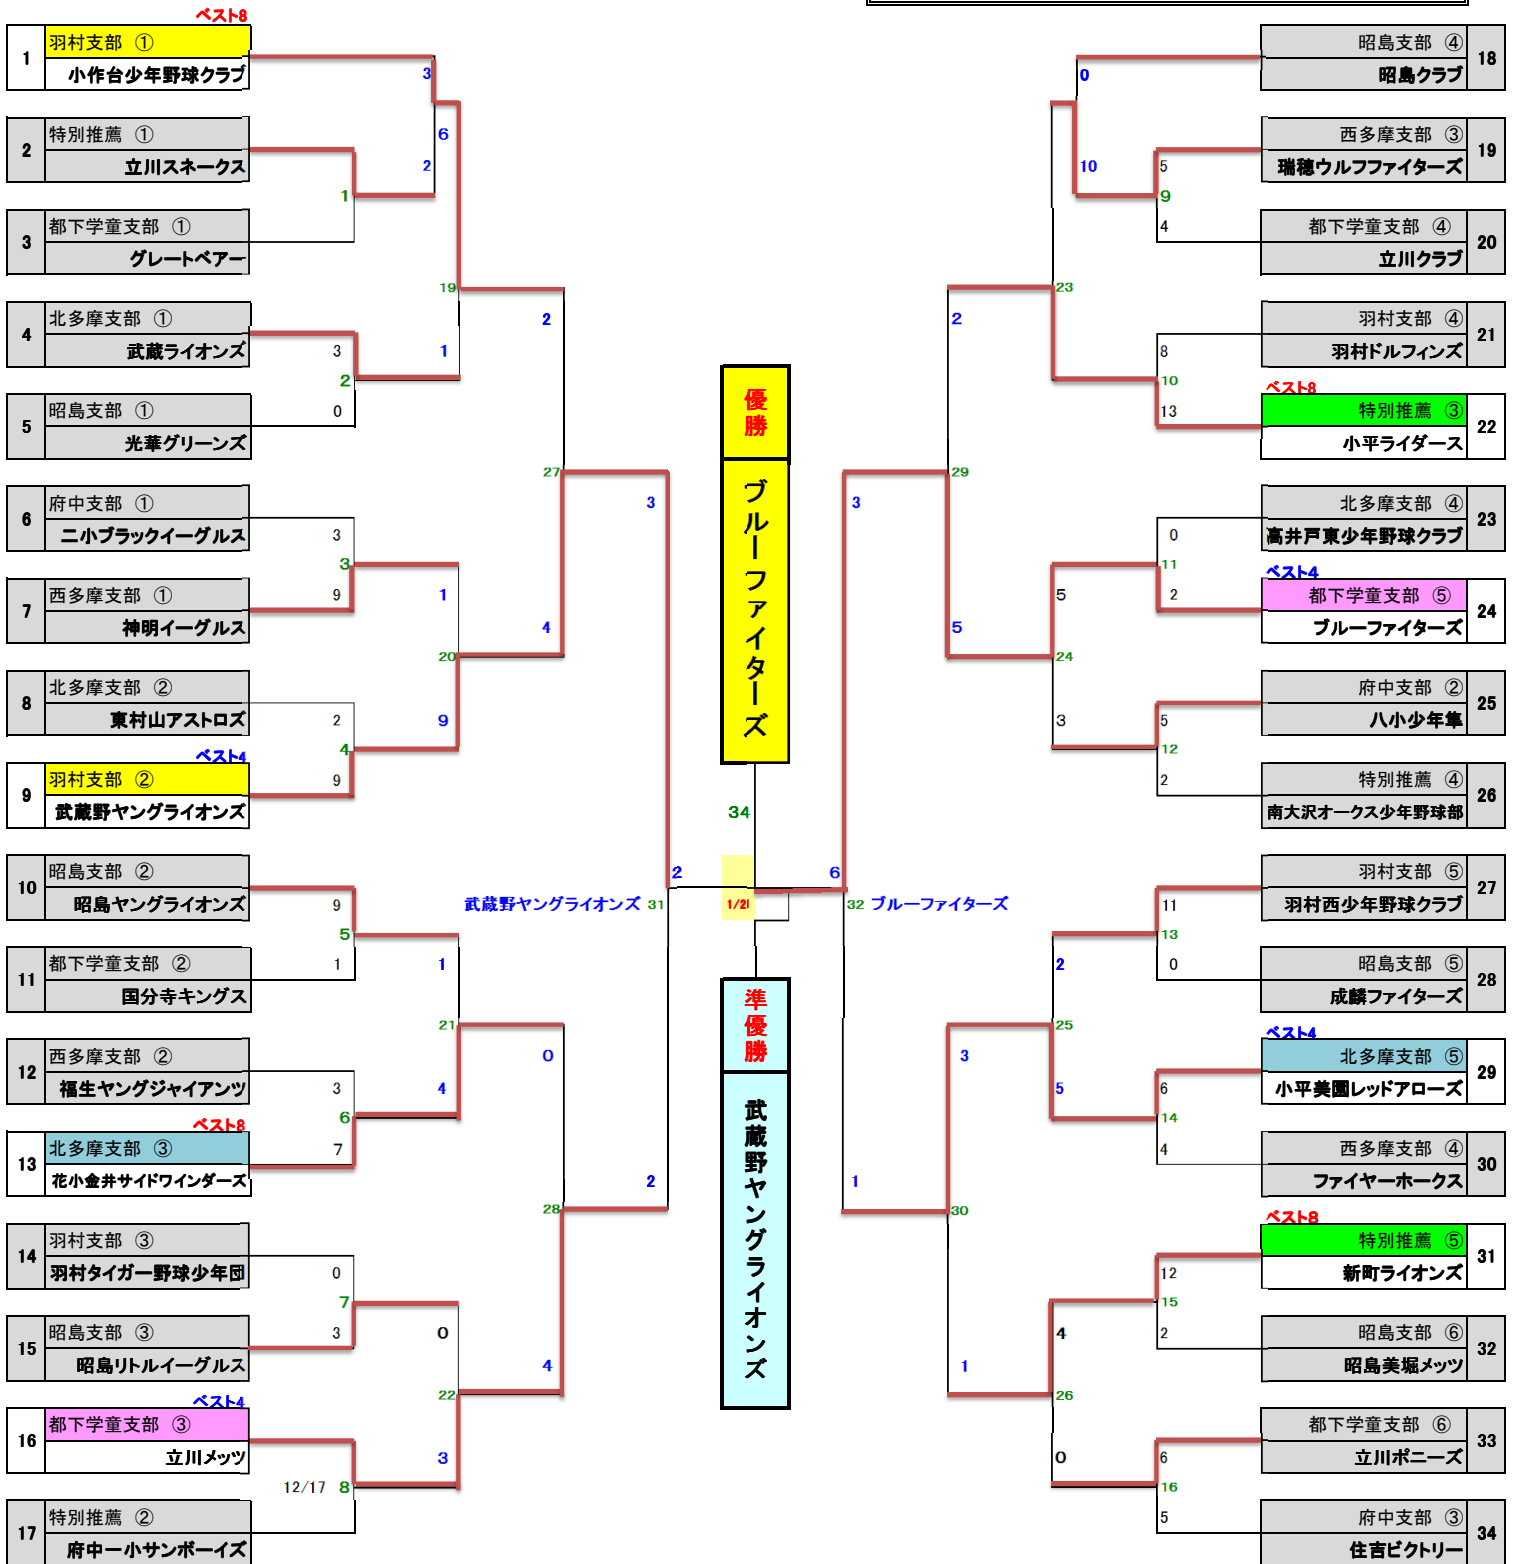 ベスト8
1
羽村支部 ①
小作台少年野球クラブ
2
特別推薦 ①
立川スネークス
3
都下学童支部 ①
グレートベアー
4
北多摩支部 ①
武蔵ライオンズ
5
昭島支部 ①
光華グリーンズ
6
府中支部 ①
二小ブラックイーグルス
7
西多摩支部 ①
神明イーグルス
8
北多摩支部 ②
東村山アストロズ
ベスト4
9
羽村支部 ②
武蔵野ヤングライオンズ
10
昭島支部 ②
昭島ヤングライオンズ
11
都下学童支部 ②
国分寺キングス
12
西多摩支部 ②
福生ヤングジャイアンツ
ベスト8
13
北多摩支部 ③
花小金井サイドワインダーズ
14
羽村支部 ③
羽村タイガー野球少年団
15
昭島支部 ③
昭島リトルイーグルス
ベスト4
16
都下学童支部 ③
立川メッツ
17
特別推薦 ②
府中一小サンボーイズ
3
6
2
1
19
1
3
2
0
2
27
3
3
3
9
1
4
20
2
4
9
9
9
5
1
1
21
0
3
6
7
4
28
2
0
7
3
0
4
22
3
12/17 8
2
武蔵野ヤングライオンズ 31
優勝
ブルーファイターズ
34
1/21
準優勝
武蔵野ヤングライオンズ
6
32 ブルーファイターズ
0
10
5
9
4
23
2
8
10
13
29
3
0
11
2
5
5
24
3
5
12
2
11
13
0
2
25
3
5
6
14
4
1
30
12
15
2
4
1
26
0
6
16
5
昭島支部 ④
昭島クラブ
18
西多摩支部 ③
瑞穂ウルフファイターズ
19
都下学童支部 ④
立川クラブ
20
羽村支部 ④
羽村ドルフィンズ
21
ベスト8
特別推薦 ③
小平ライダース
22
北多摩支部 ④
高井戸東少年野球クラブ
23
ベスト4
都下学童支部 ⑤
ブルーファイターズ
24
府中支部 ②
八小少年隼
25
特別推薦 ④
南大沢オークス少年野球部
26
羽村支部 ⑤
羽村西少年野球クラブ
27
昭島支部 ⑤
成麟ファイターズ
28
ベスト4
北多摩支部 ⑤
小平美園レッドアローズ
29
西多摩支部 ④
ファイヤーホークス
30
ベスト8
特別推薦 ⑤
新町ライオンズ
31
昭島支部 ⑥
昭島美堀メッツ
32
都下学童支部 ⑥
立川ポニーズ
33
府中支部 ③
住吉ビクトリー
34